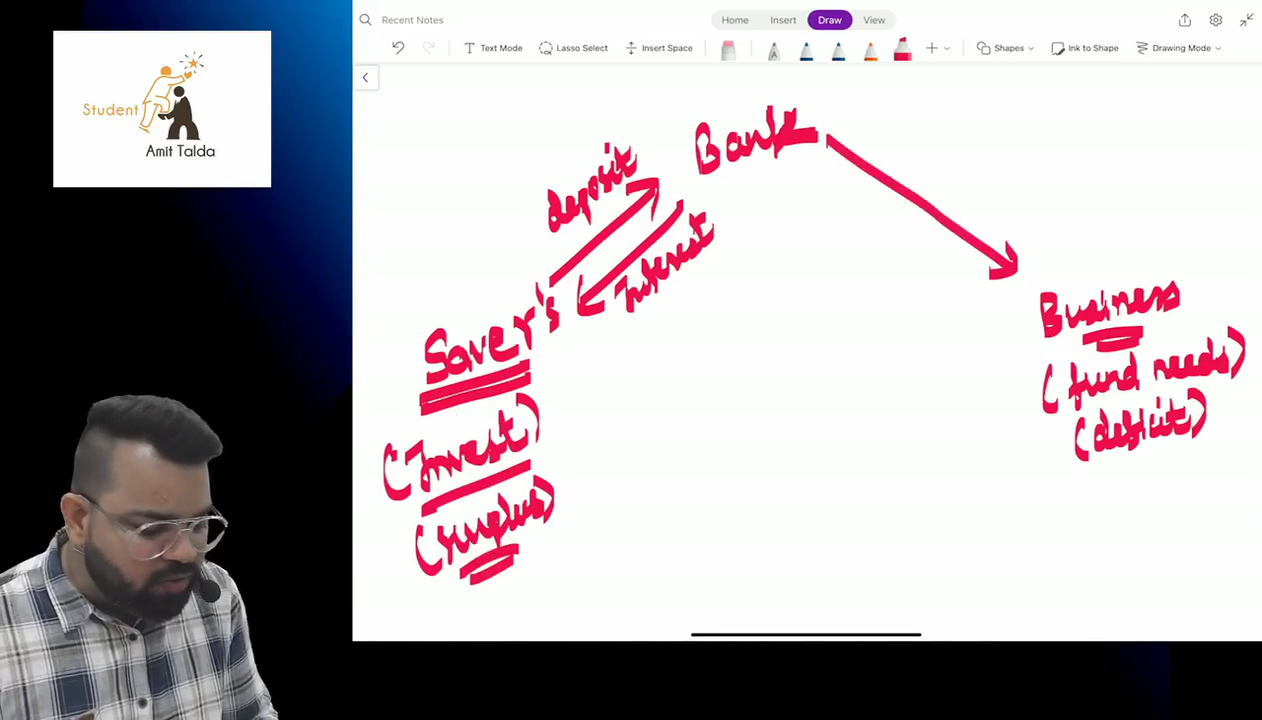 Recent Notes
Home Insert Draw View
Text Mode Lasso Select Insert Space Shapes Ink to Shape Drawing Mode
Student
Amit Talda
Bank
deposit
Interest
Saver's
(Invest)
(surplus)
Business
(fund needs)
(deficit)